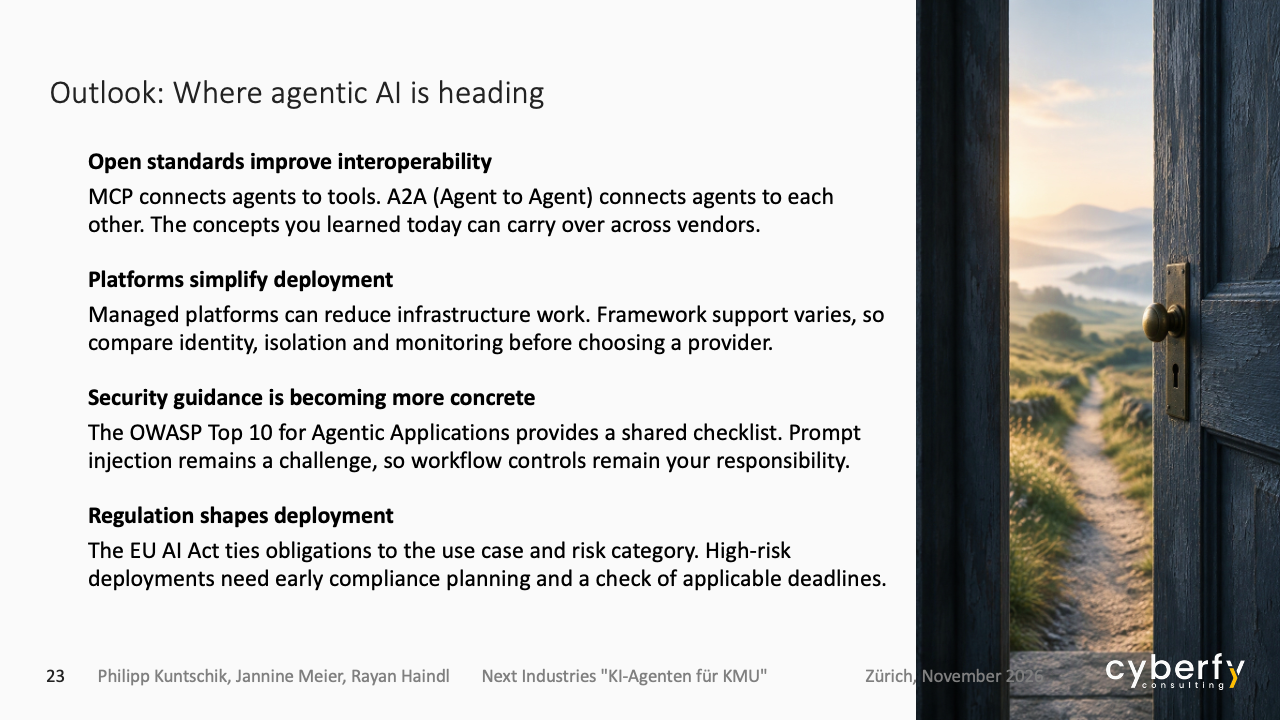 Outlook: Where agentic AI is heading
Open standards improve interoperability
MCP connects agents to tools. A2A (Agent to Agent) connects agents to each
other. The concepts you learned today can carry over across vendors.
Platforms simplify deployment
Managed platforms can reduce infrastructure work. Framework support varies, so
compare identity, isolation and monitoring before choosing a provider.
Security guidance is becoming more concrete
The OWASP Top 10 for Agentic Applications provides a shared checklist. Prompt
injection remains a challenge, so workflow controls remain your responsibility.
Regulation shapes deployment
The EU AI Act ties obligations to the use case and risk category. High-risk
deployments need early compliance planning and a check of applicable deadlines.
23 Philipp Kuntschik, Jannine Meier, Rayan Haindl Next Industries "KI-Agenten für KMU" Zürich, November 2026
cyberfy
consulting